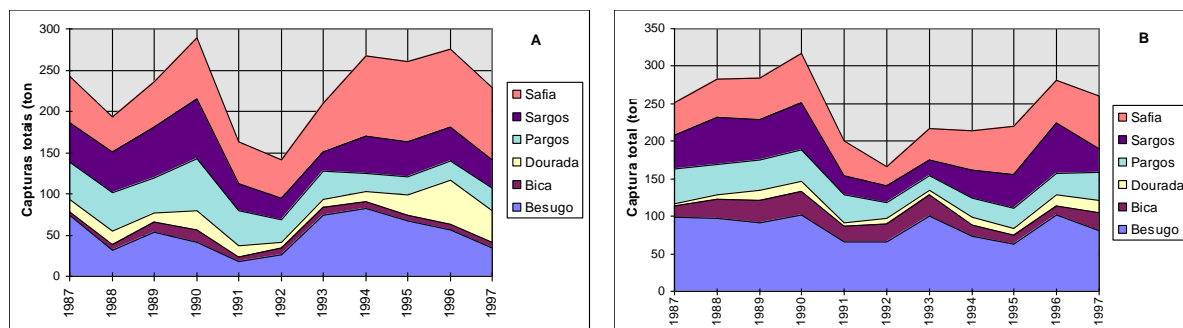 A
Capturas totais (ton
300
250
200
150
100
50
0
1987
1988
1989
1990
1991
1992
1993
1994
1995
1996
1997
Safia
Sargos
Pargos
Dourada
Bica
Besugo
B
Captura total (tor
350
300
250
200
150
100
50
0
1987
1988
1989
1990
1991
1992
1993
1994
1995
1996
1997
Safia
Sargos
Pargos
Dourada
Bica
Besugo